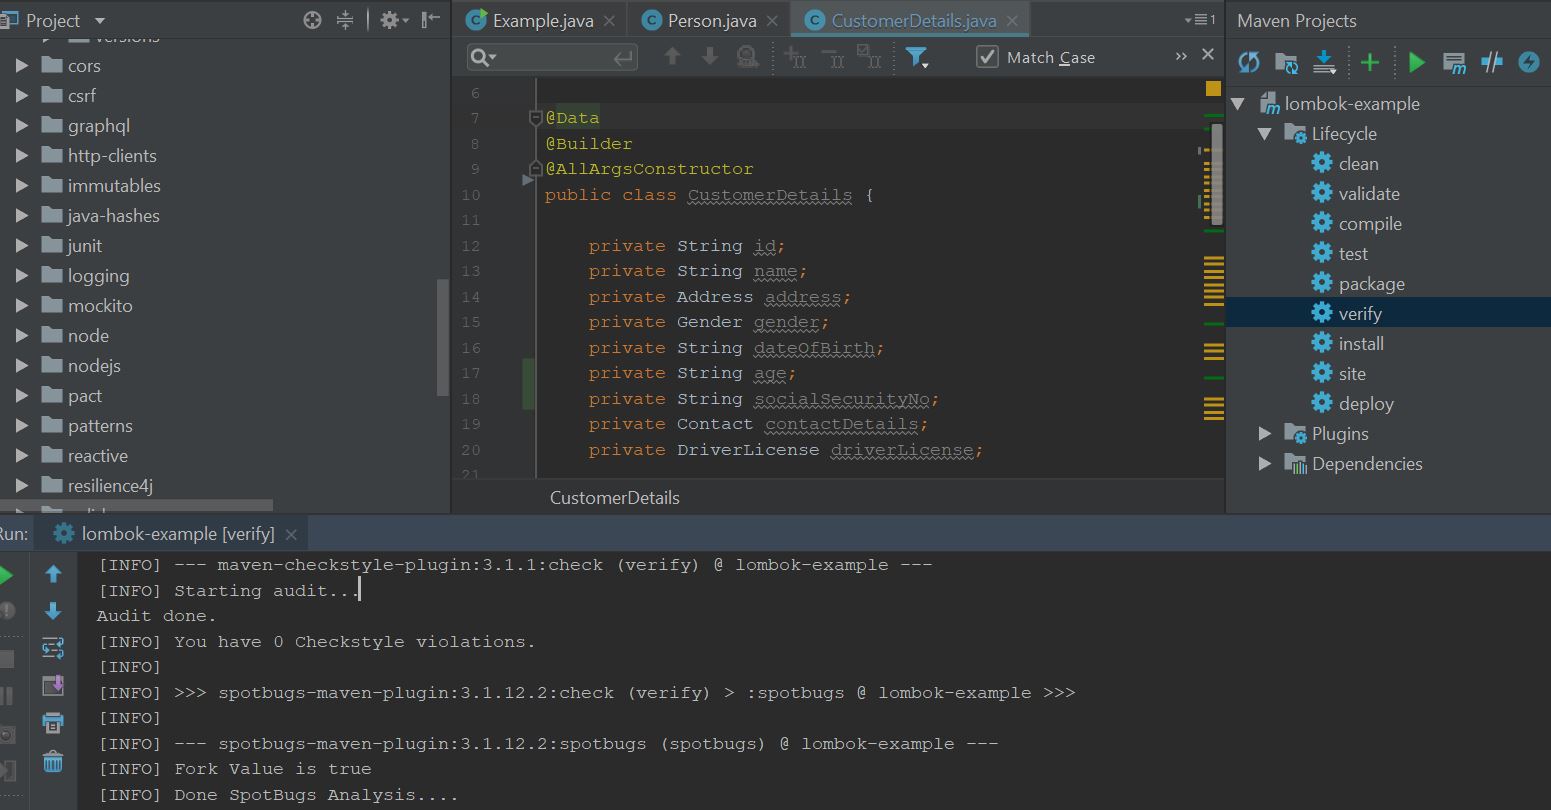 Project
versions
cors
csrf
graphql
http-clients
immutables
java-hashes
junit
logging
mockito
node
nodejs
pact
patterns
reactive
resilience4j
Example.java
Person.java
CustomerDetails.java
1
Match Case
6
7 @Data
8 @Builder
9 @AllArgsConstructor
10 public class CustomerDetails {
11
12 private String id;
13 private String name;
14 private Address address;
15 private Gender gender;
16 private String dateOfBirth;
17 private String age;
18 private String socialSecurityNo;
19 private Contact contactDetails;
20 private DriverLicense driverLicense;
21
CustomerDetails
Maven Projects
lombok-example
Lifecycle
clean
validate
compile
test
package
verify
install
site
deploy
Plugins
Dependencies
Run: lombok-example [verify]
[INFO] --- maven-checkstyle-plugin:3.1.1:check (verify) @ lombok-example ---
[INFO] Starting audit...
Audit done.
[INFO] You have 0 Checkstyle violations.
[INFO]
[INFO] >>> spotbugs-maven-plugin:3.1.12.2:check (verify) > :spotbugs @ lombok-example >>>
[INFO]
[INFO] --- spotbugs-maven-plugin:3.1.12.2:spotbugs (spotbugs) @ lombok-example ---
[INFO] Fork Value is true
[INFO] Done SpotBugs Analysis....